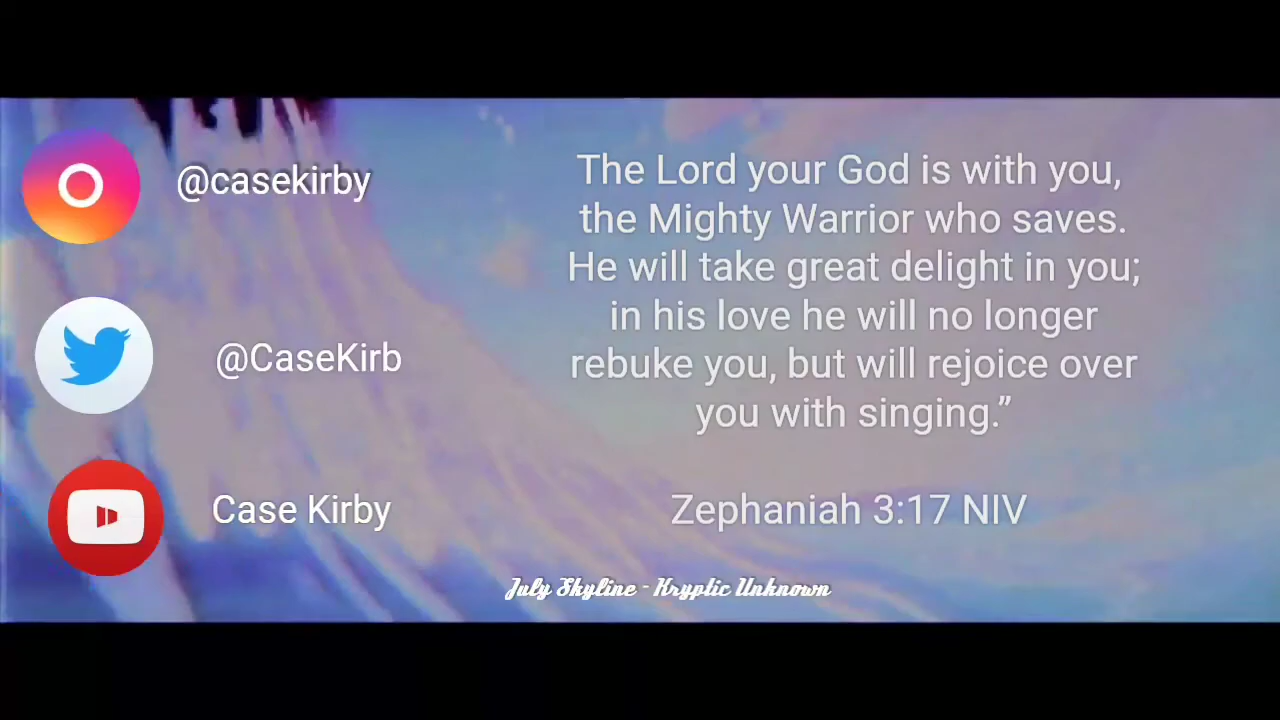 @casekirby
@CaseKirb
Case Kirby
The Lord your God is with you,
the Mighty Warrior who saves.
He will take great delight in you;
in his love he will no longer
rebuke you, but will rejoice over
you with singing.”
Zephaniah 3:17 NIV
July Skyline - Kryptic Unknown